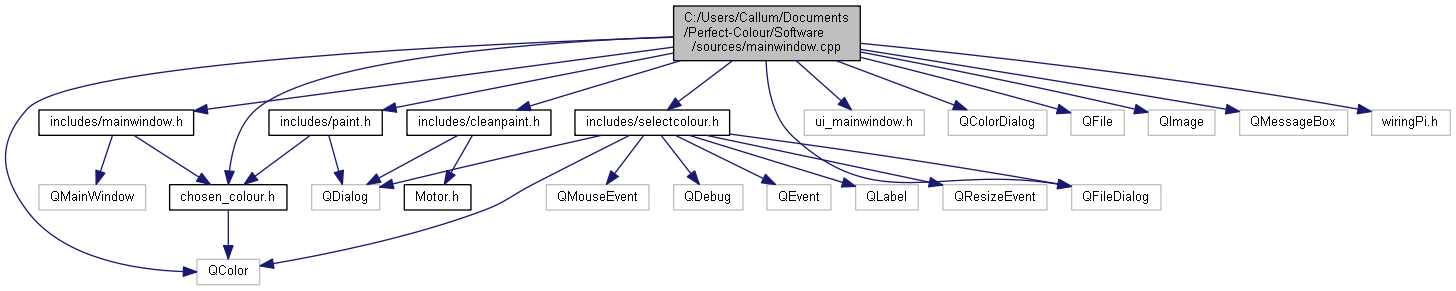 C:/Users/Callum/Documents
/Perfect-Colour/Software
/sources/mainwindow.cpp
includes/mainwindow.h
includes/paint.h
includes/cleanpaint.h
includes/selectcolour.h
ui_mainwindow.h
QColorDialog
QFile
QImage
QMessageBox
wiringPi.h
QMainWindow
chosen_colour.h
QDialog
Motor.h
QMouseEvent
QDebug
QEvent
QLabel
QResizeEvent
QFileDialog
QColor